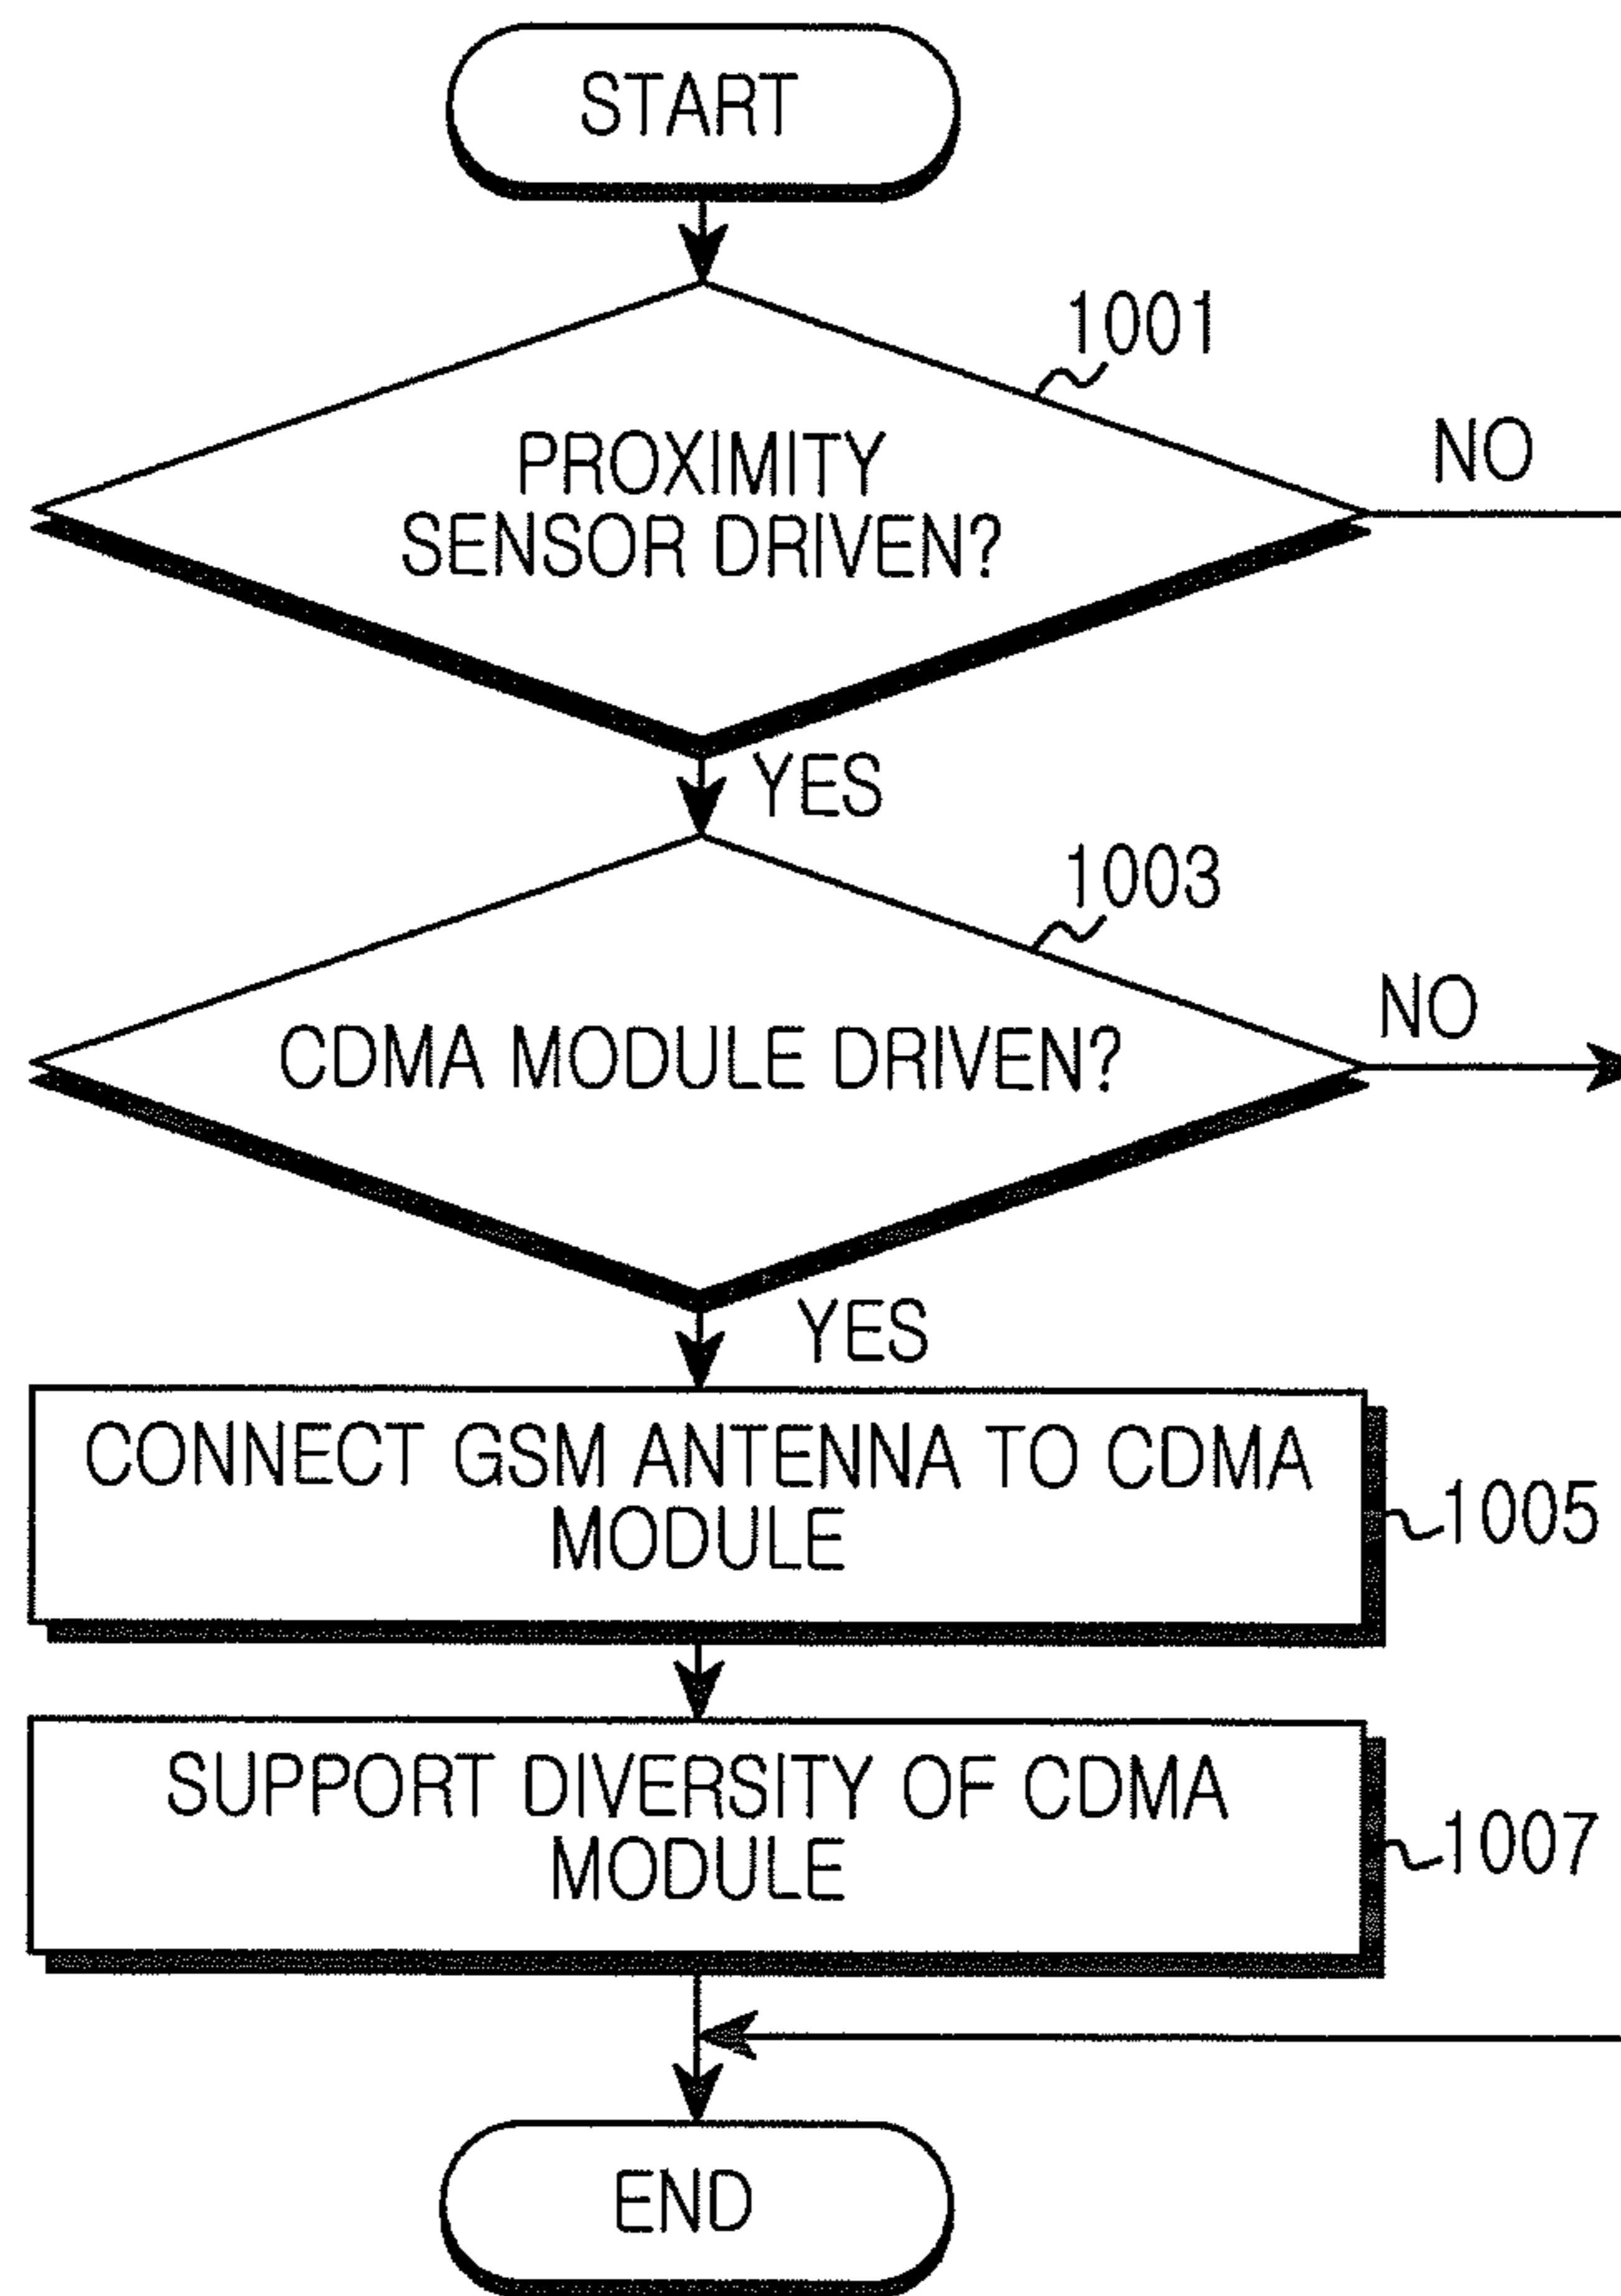 START
1001
PROXIMITY
SENSOR DRIVEN?
NO
YES
1003
CDMA MODULE DRIVEN?
NO
YES
CONNECT GSM ANTENNA TO CDMA
MODULE
1005
SUPPORT DIVERSITY OF CDMA
MODULE
1007
END